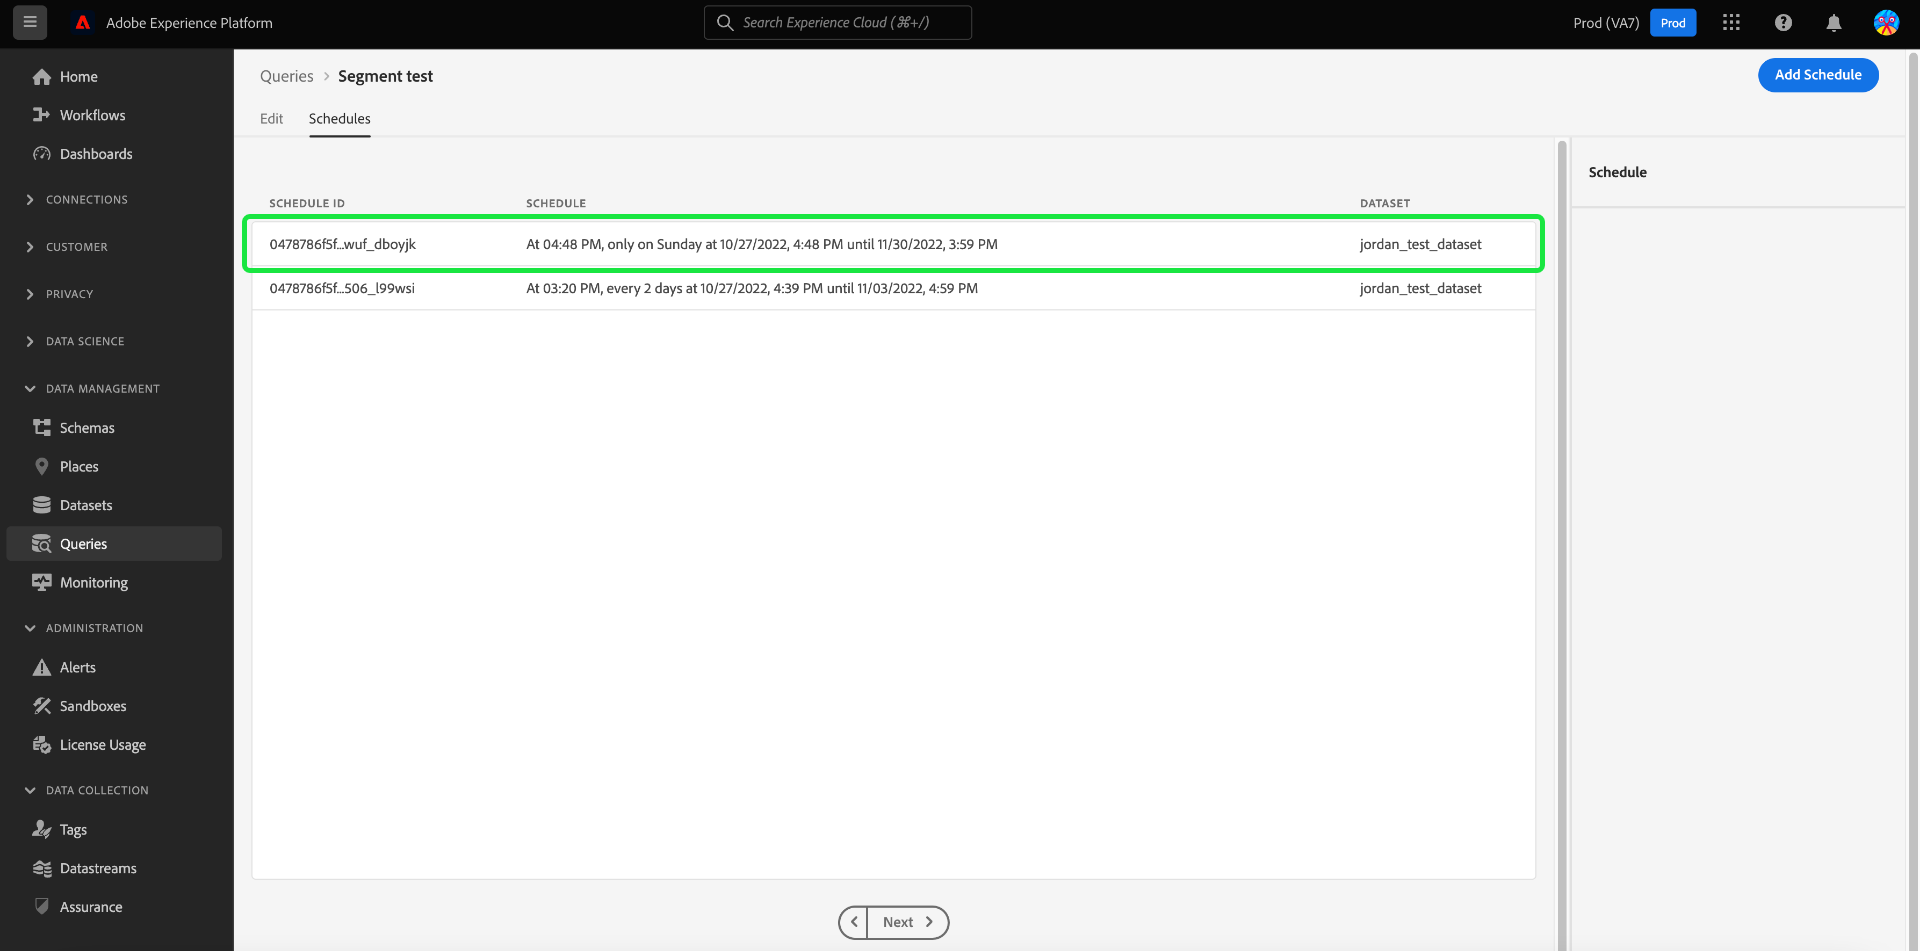 Adobe Experience Platform
Search Experience Cloud (⌘+/)
Prod (VA7)
Prod
Home
Workflows
Dashboards
CONNECTIONS
CUSTOMER
PRIVACY
DATA SCIENCE
DATA MANAGEMENT
Schemas
Places
Datasets
Queries
Monitoring
ADMINISTRATION
Alerts
Sandboxes
License Usage
DATA COLLECTION
Tags
Datastreams
Assurance
Queries > Segment test
Add Schedule
Edit Schedules
SCHEDULE ID SCHEDULE DATASET
0478786f5f...wuf_dboyjk At 04:48 PM, only on Sunday at 10/27/2022, 4:48 PM until 11/30/2022, 3:59 PM jordan_test_dataset
0478786f5f...506_l99wsi At 03:20 PM, every 2 days at 10/27/2022, 4:39 PM until 11/03/2022, 4:59 PM jordan_test_dataset
Next
Schedule